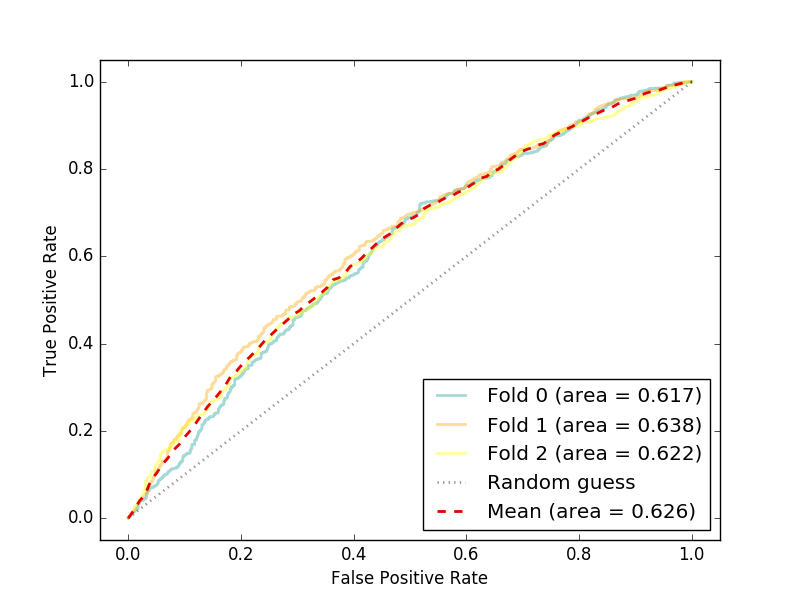 1.0
0.8
0.6
0.4
0.2
0.0
True Positive Rate
0.0 0.2 0.4 0.6 0.8 1.0
False Positive Rate
Fold 0 (area = 0.617)
Fold 1 (area = 0.638)
Fold 2 (area = 0.622)
Random guess
Mean (area = 0.626)